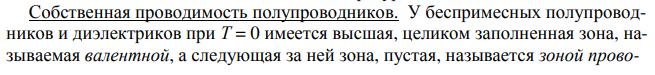 Собственная проводимость полупроводников. У беспримесных полупровод-
ников и диэлектриков при T = 0 имеется высшая, целиком заполненная зона, на-
зываемая валентной, а следующая за ней зона, пустая, называется зоной прово-